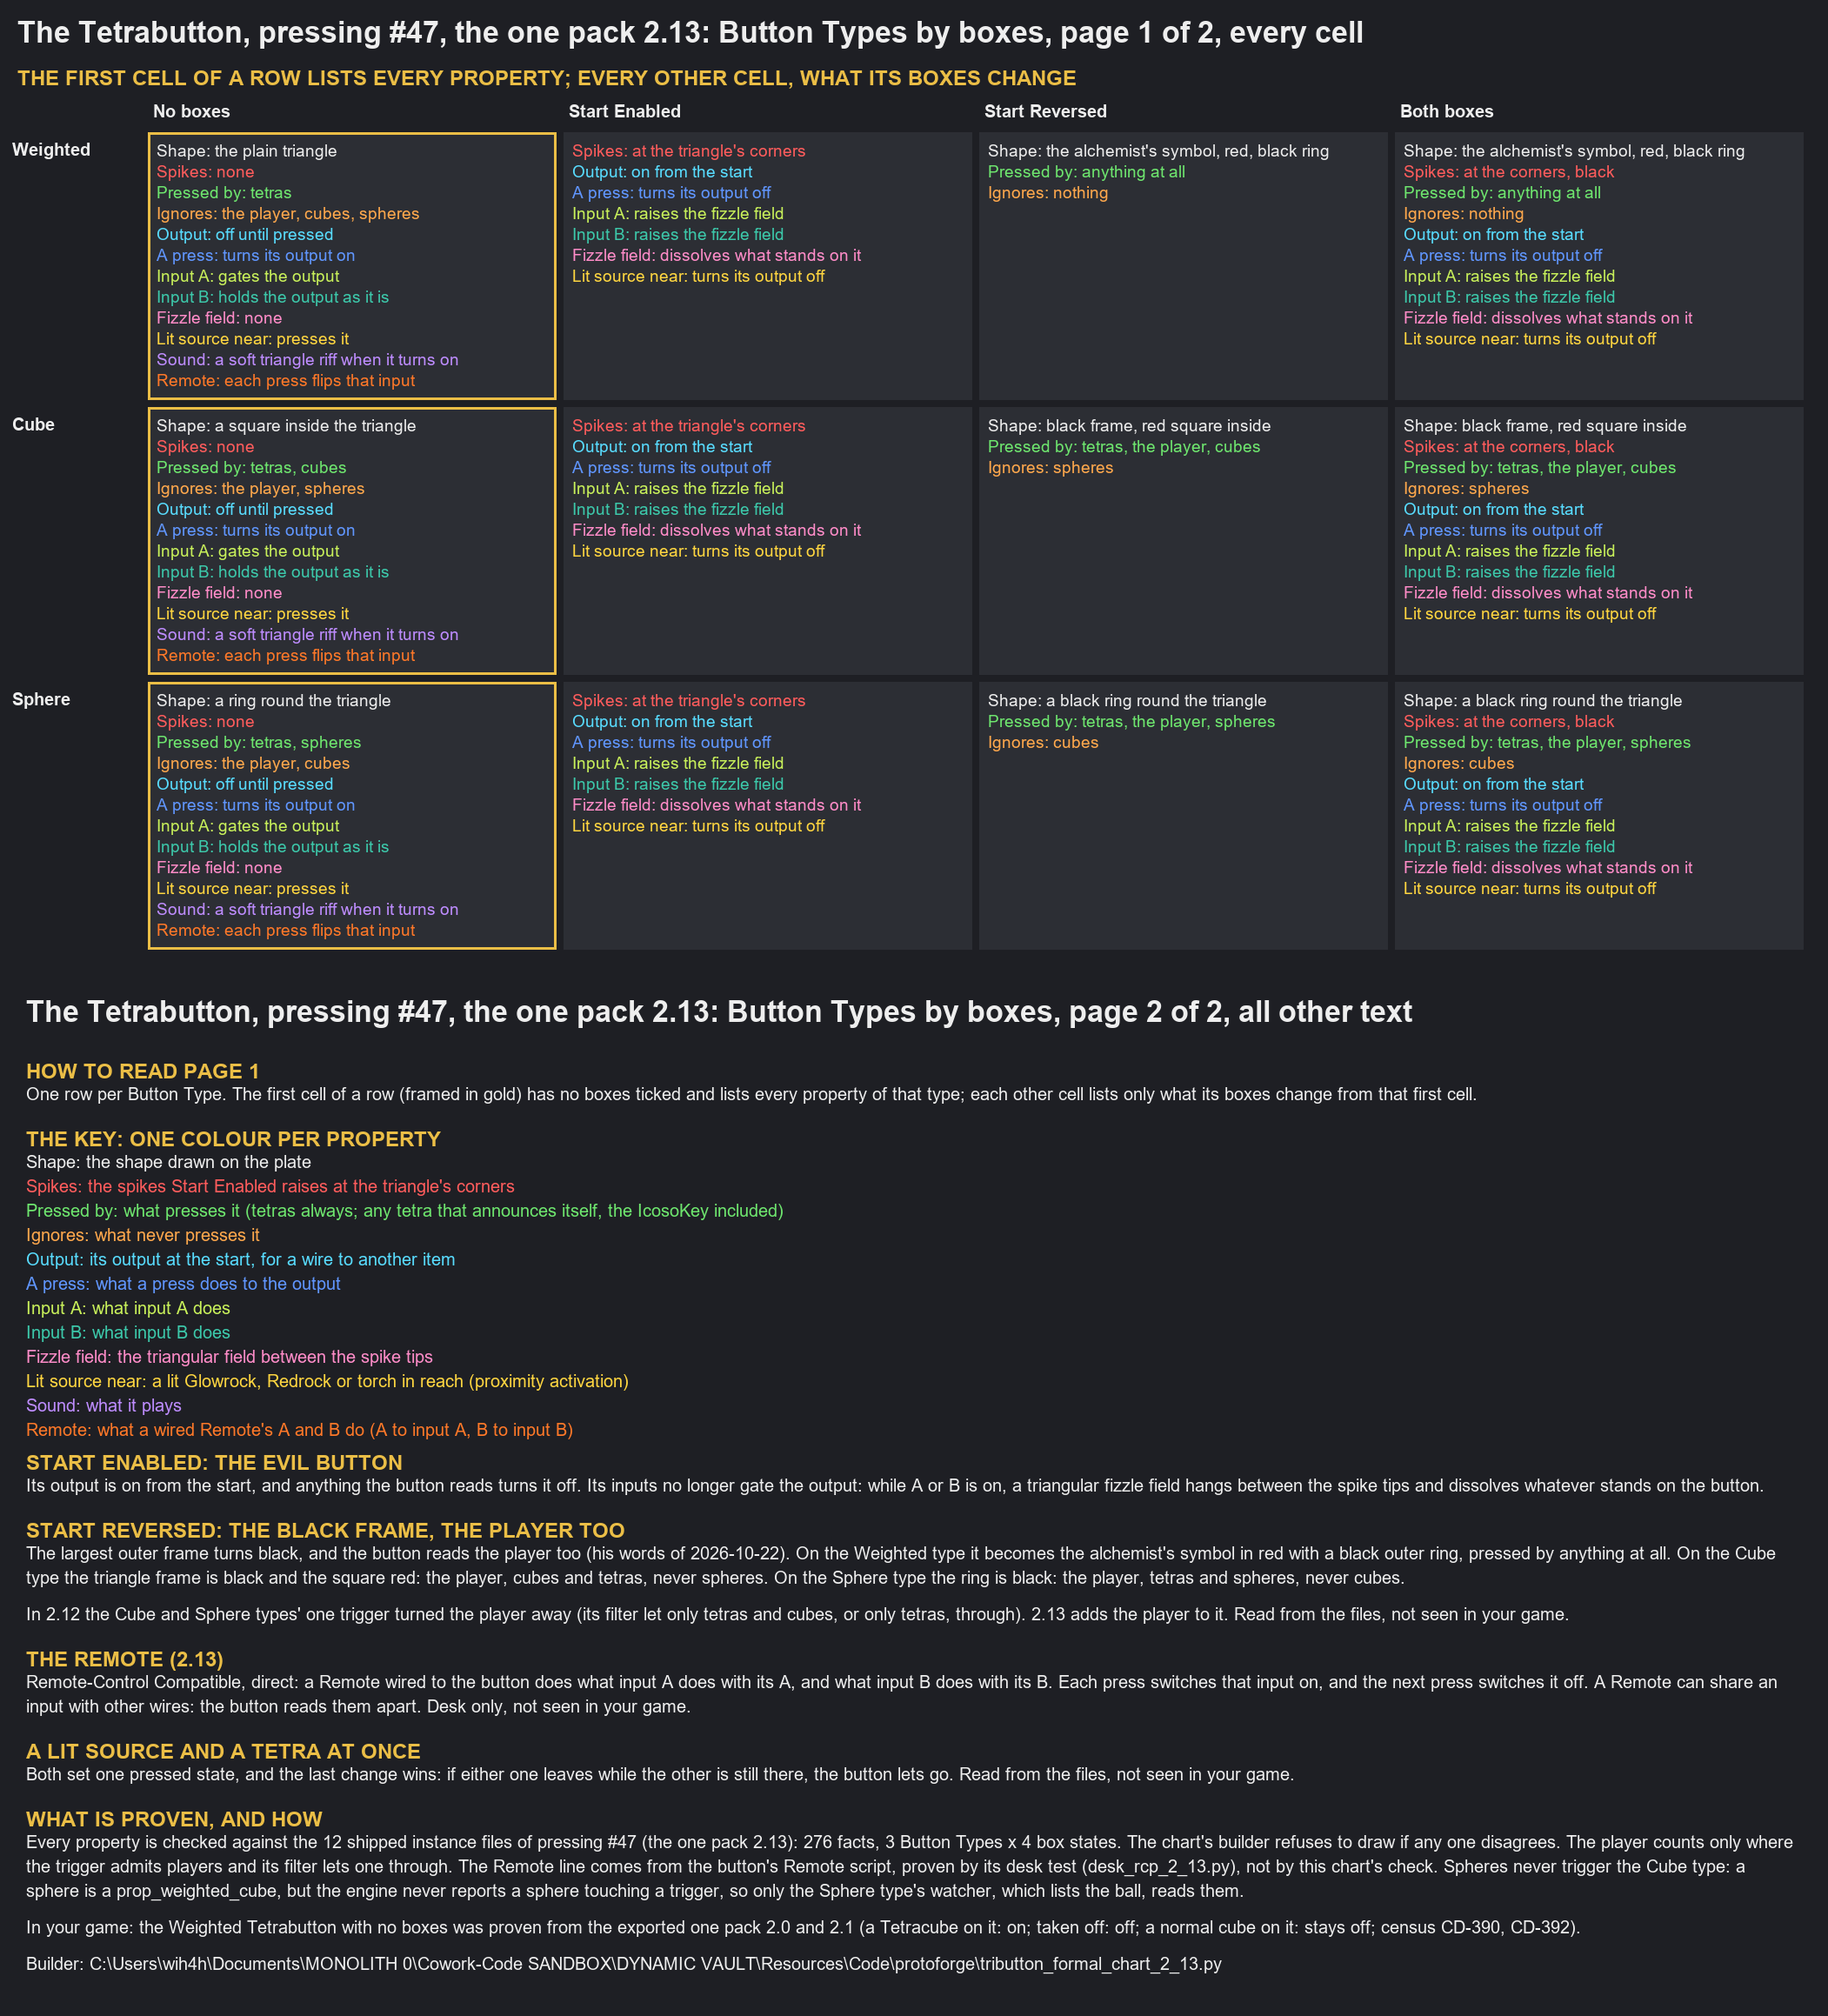 The Tetrabutton, pressing #47, the one pack 2.13: Button Types by boxes, page 1 of 2, every cell
THE FIRST CELL OF A ROW LISTS EVERY PROPERTY; EVERY OTHER CELL, WHAT ITS BOXES CHANGE
No boxes
Start Enabled
Start Reversed
Both boxes
Weighted
Shape: the plain triangle
Spikes: none
Pressed by: tetras
Ignores: the player, cubes, spheres
Output: off until pressed
A press: turns its output on
Input A: gates the output
Input B: holds the output as it is
Fizzle field: none
Lit source near: presses it
Sound: a soft triangle riff when it turns on
Remote: each press flips that input
Spikes: at the triangle's corners
Output: on from the start
A press: turns its output off
Input A: raises the fizzle field
Input B: raises the fizzle field
Fizzle field: dissolves what stands on it
Lit source near: turns its output off
Shape: the alchemist's symbol, red, black ring
Pressed by: anything at all
Ignores: nothing
Shape: the alchemist's symbol, red, black ring
Spikes: at the corners, black
Pressed by: anything at all
Ignores: nothing
Output: on from the start
A press: turns its output off
Input A: raises the fizzle field
Input B: raises the fizzle field
Fizzle field: dissolves what stands on it
Lit source near: turns its output off
Cube
Shape: a square inside the triangle
Spikes: none
Pressed by: tetras, cubes
Ignores: the player, spheres
Output: off until pressed
A press: turns its output on
Input A: gates the output
Input B: holds the output as it is
Fizzle field: none
Lit source near: presses it
Sound: a soft triangle riff when it turns on
Remote: each press flips that input
Spikes: at the triangle's corners
Output: on from the start
A press: turns its output off
Input A: raises the fizzle field
Input B: raises the fizzle field
Fizzle field: dissolves what stands on it
Lit source near: turns its output off
Shape: black frame, red square inside
Pressed by: tetras, the player, cubes
Ignores: spheres
Shape: black frame, red square inside
Spikes: at the corners, black
Pressed by: tetras, the player, cubes
Ignores: spheres
Output: on from the start
A press: turns its output off
Input A: raises the fizzle field
Input B: raises the fizzle field
Fizzle field: dissolves what stands on it
Lit source near: turns its output off
Sphere
Shape: a ring round the triangle
Spikes: none
Pressed by: tetras, spheres
Ignores: the player, cubes
Output: off until pressed
A press: turns its output on
Input A: gates the output
Input B: holds the output as it is
Fizzle field: none
Lit source near: presses it
Sound: a soft triangle riff when it turns on
Remote: each press flips that input
Spikes: at the triangle's corners
Output: on from the start
A press: turns its output off
Input A: raises the fizzle field
Input B: raises the fizzle field
Fizzle field: dissolves what stands on it
Lit source near: turns its output off
Shape: a black ring round the triangle
Pressed by: tetras, the player, spheres
Ignores: cubes
Shape: a black ring round the triangle
Spikes: at the corners, black
Pressed by: tetras, the player, spheres
Ignores: cubes
Output: on from the start
A press: turns its output off
Input A: raises the fizzle field
Input B: raises the fizzle field
Fizzle field: dissolves what stands on it
Lit source near: turns its output off
The Tetrabutton, pressing #47, the one pack 2.13: Button Types by boxes, page 2 of 2, all other text
HOW TO READ PAGE 1
One row per Button Type. The first cell of a row (framed in gold) has no boxes ticked and lists every property of that type; each other cell lists only what its boxes change from that first cell.
THE KEY: ONE COLOUR PER PROPERTY
Shape: the shape drawn on the plate
Spikes: the spikes Start Enabled raises at the triangle's corners
Pressed by: what presses it (tetras always; any tetra that announces itself, the IcosoKey included)
Ignores: what never presses it
Output: its output at the start, for a wire to another item
A press: what a press does to the output
Input A: what input A does
Input B: what input B does
Fizzle field: the triangular field between the spike tips
Lit source near: a lit Glowrock, Redrock or torch in reach (proximity activation)
Sound: what it plays
Remote: what a wired Remote's A and B do (A to input A, B to input B)
START ENABLED: THE EVIL BUTTON
Its output is on from the start, and anything the button reads turns it off. Its inputs no longer gate the output: while A or B is on, a triangular fizzle field hangs between the spike tips and dissolves whatever stands on the button.
START REVERSED: THE BLACK FRAME, THE PLAYER TOO
The largest outer frame turns black, and the button reads the player too (his words of 2026-10-22). On the Weighted type it becomes the alchemist's symbol in red with a black outer ring, pressed by anything at all. On the Cube
type the triangle frame is black and the square red: the player, cubes and tetras, never spheres. On the Sphere type the ring is black: the player, tetras and spheres, never cubes.
In 2.12 the Cube and Sphere types' one trigger turned the player away (its filter let only tetras and cubes, or only tetras, through). 2.13 adds the player to it. Read from the files, not seen in your game.
THE REMOTE (2.13)
Remote-Control Compatible, direct: a Remote wired to the button does what input A does with its A, and what input B does with its B. Each press switches that input on, and the next press switches it off. A Remote can share an
input with other wires: the button reads them apart. Desk only, not seen in your game.
A LIT SOURCE AND A TETRA AT ONCE
Both set one pressed state, and the last change wins: if either one leaves while the other is still there, the button lets go. Read from the files, not seen in your game.
WHAT IS PROVEN, AND HOW
Every property is checked against the 12 shipped instance files of pressing #47 (the one pack 2.13): 276 facts, 3 Button Types x 4 box states. The chart's builder refuses to draw if any one disagrees. The player counts only where
the trigger admits players and its filter lets one through. The Remote line comes from the button's Remote script, proven by its desk test (desk_rcp_2_13.py), not by this chart's check. Spheres never trigger the Cube type: a
sphere is a prop_weighted_cube, but the engine never reports a sphere touching a trigger, so only the Sphere type's watcher, which lists the ball, reads them.
In your game: the Weighted Tetrabutton with no boxes was proven from the exported one pack 2.0 and 2.1 (a Tetracube on it: on; taken off: off; a normal cube on it: stays off; census CD-390, CD-392).
Builder: C:\Users\wih4h\Documents\MONOLITH 0\Cowork-Code SANDBOX\DYNAMIC VAULT\Resources\Code\protoforge\tributton_formal_chart_2_13.py